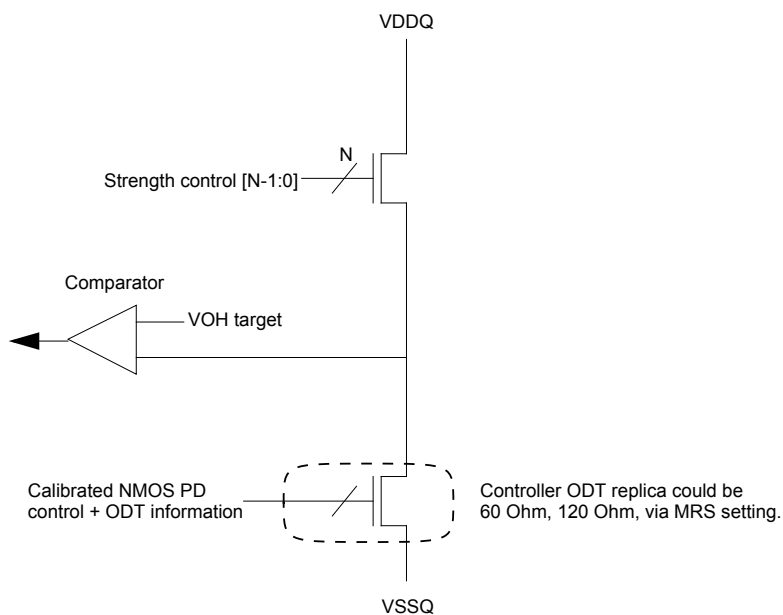 VDDQ
N
Strength control [N-1:0]
Comparator
VOH target
Calibrated NMOS PD
control + ODT information
Controller ODT replica could be
60 Ohm, 120 Ohm, via MRS setting.
VSSQ